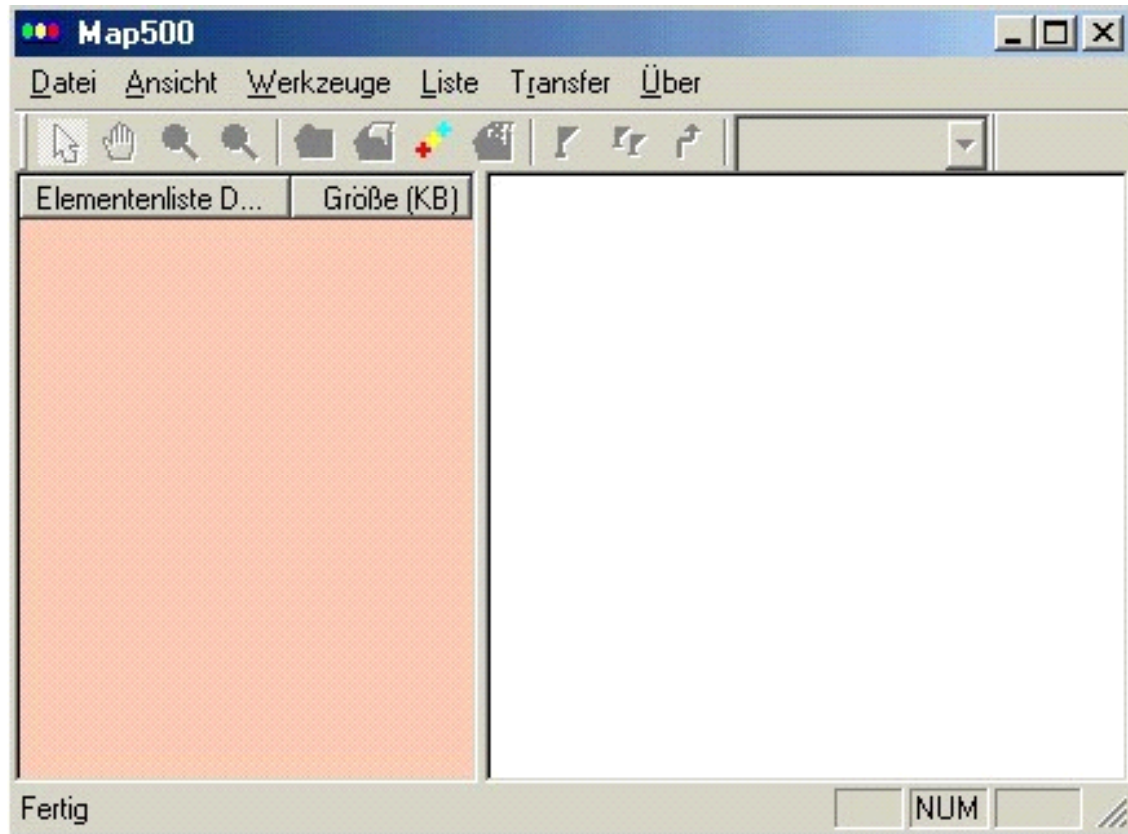 Map500
Datei Ansicht Werkzeuge Liste Transfer Über
Elementenliste D... Größe (KB)
Fertig NUM